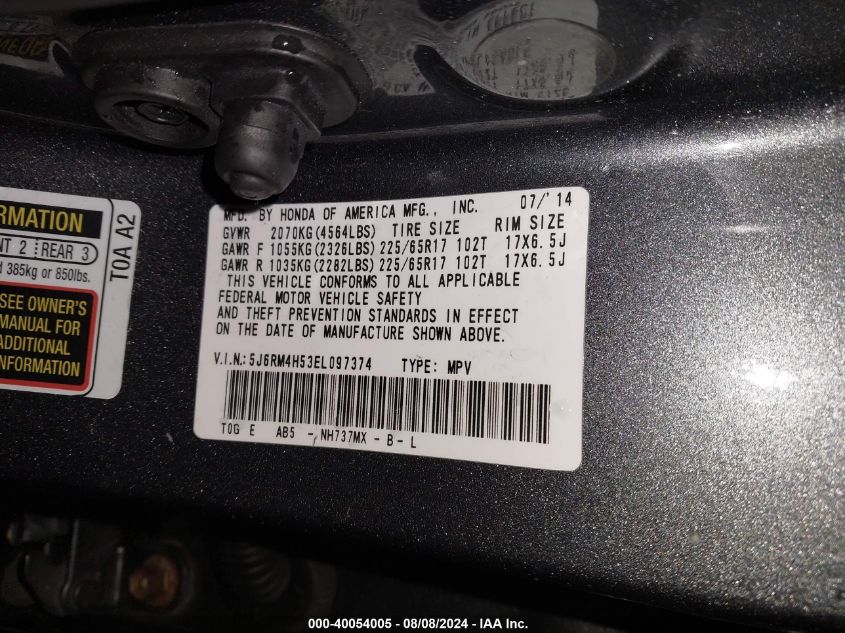 SELECT
MFD. BY HONDA OF AMERICA MFG., INC. 07/'14
GVWR 2070KG(4564LBS) TIRE SIZE RIM SIZE
GAWR F 1055KG(2326LBS) 225/65R17 102T 17X6.5J
GAWR R 1035KG(2282LBS) 225/65R17 102T 17X6.5J
THIS VEHICLE CONFORMS TO ALL APPLICABLE
FEDERAL MOTOR VEHICLE SAFETY
AND THEFT PREVENTION STANDARDS IN EFFECT
ON THE DATE OF MANUFACTURE SHOWN ABOVE.
V.I.N.:5J6RM4H53EL097374 TYPE: MPV
T0G E AB5 - NH737MX - B - L
RMATION
NT 2 REAR 3
d 385kg or 850lbs.
SEE OWNER'S
MANUAL FOR
ADDITIONAL
INFORMATION
T0A A2
000-40054005 - 08/08/2024 - IAA Inc.